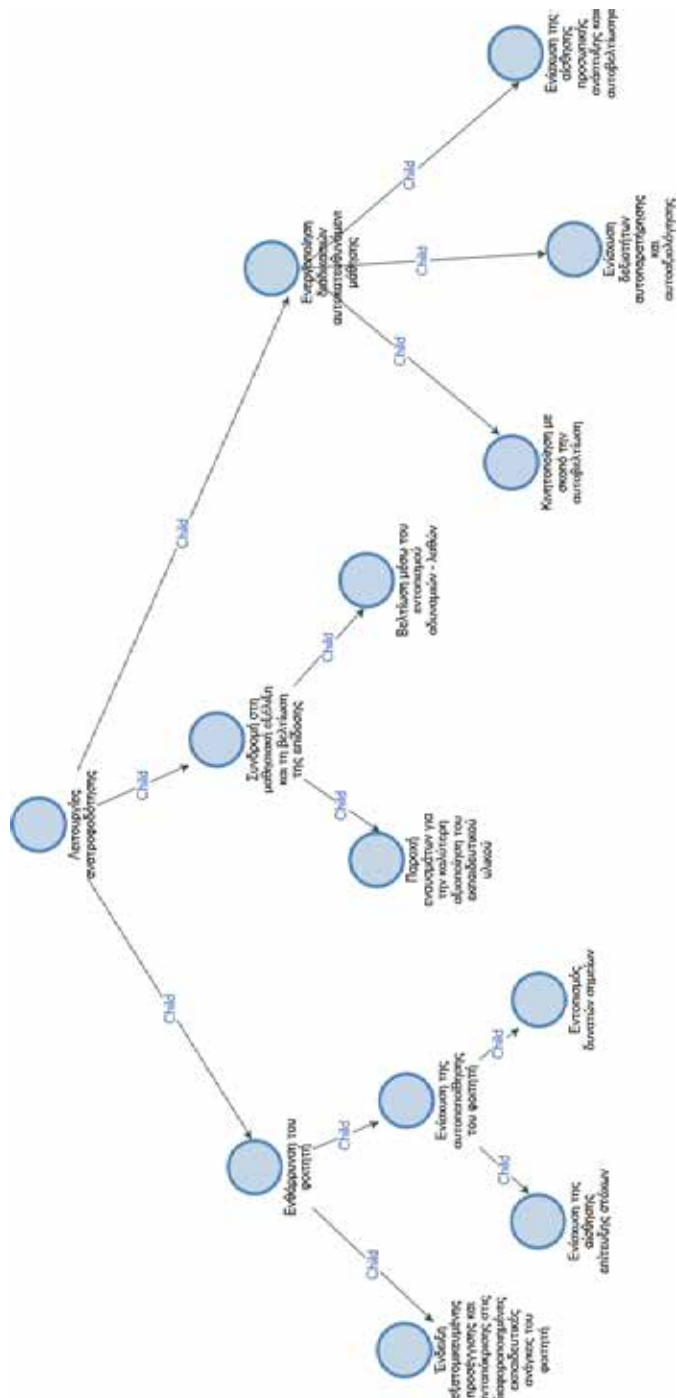 Λειτουργίες
ανατροφοδότησης
Child
Child
Child
Ενθάρρυνση του
φοιτητή
Συνδρομή στη
μαθησιακή εξέλιξη
και τη βελτίωση
της επίδοσης
Ενεργοποίηση
διαδικασιών
αυτοκατευθυνόμενη
μάθησης
Child
Child
Child
Child
Child
Child
Child
Ένδειξη
εξατομικευμένης
προσέγγισης και
ανταπόκρισης στις
διαφοροποιημένες
εκπαιδευτικές
ανάγκες του
φοιτητή
Ενίσχυση της
αυτοπεποίθησης
του φοιτητή
Παροχή
εναυσμάτων για
την καλύτερη
αξιοποίηση του
εκπαιδευτικού
υλικού
Βελτίωση μέσω του
εντοπισμού
αδυναμιών - λαθών
Κινητοποίηση με
σκοπό την
αυτοβελτίωση
Ενίσχυση
δεξιοτήτων
αυτοπαρατήρησης
και
αυτοαξιολόγησης
Ενίσχυση της
αίσθησης
προσωπικής
ανάπτυξης και
αυτοβελτίωσης
Child
Child
Ενίσχυση της
αίσθησης
επίτευξης στόχων
Εντοπισμός
δυνατών σημείων